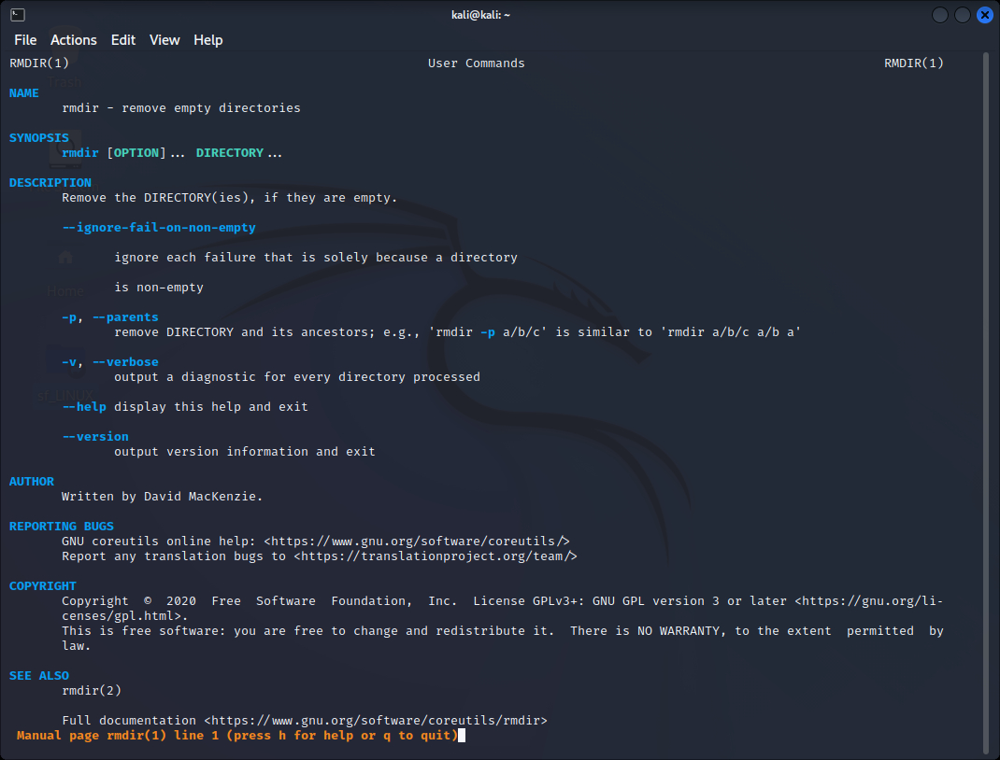 kali@kali: ~
File Actions Edit View Help
RMDIR(1) User Commands RMDIR(1)
NAME
rmdir - remove empty directories
SYNOPSIS
rmdir [OPTION]... DIRECTORY...
DESCRIPTION
Remove the DIRECTORY(ies), if they are empty.
--ignore-fail-on-non-empty
ignore each failure that is solely because a directory
is non-empty
-p, --parents
remove DIRECTORY and its ancestors; e.g., 'rmdir -p a/b/c' is similar to 'rmdir a/b/c a/b a'
-v, --verbose
output a diagnostic for every directory processed
--help display this help and exit
--version
output version information and exit
AUTHOR
Written by David MacKenzie.
REPORTING BUGS
GNU coreutils online help: <https://www.gnu.org/software/coreutils/>
Report any translation bugs to <https://translationproject.org/team/>
COPYRIGHT
Copyright © 2020 Free Software Foundation, Inc. License GPLv3+: GNU GPL version 3 or later <https://gnu.org/li-
censes/gpl.html>.
This is free software: you are free to change and redistribute it. There is NO WARRANTY, to the extent permitted by
law.
SEE ALSO
rmdir(2)
Full documentation <https://www.gnu.org/software/coreutils/rmdir>
Manual page rmdir(1) line 1 (press h for help or q to quit)
Trash
Home